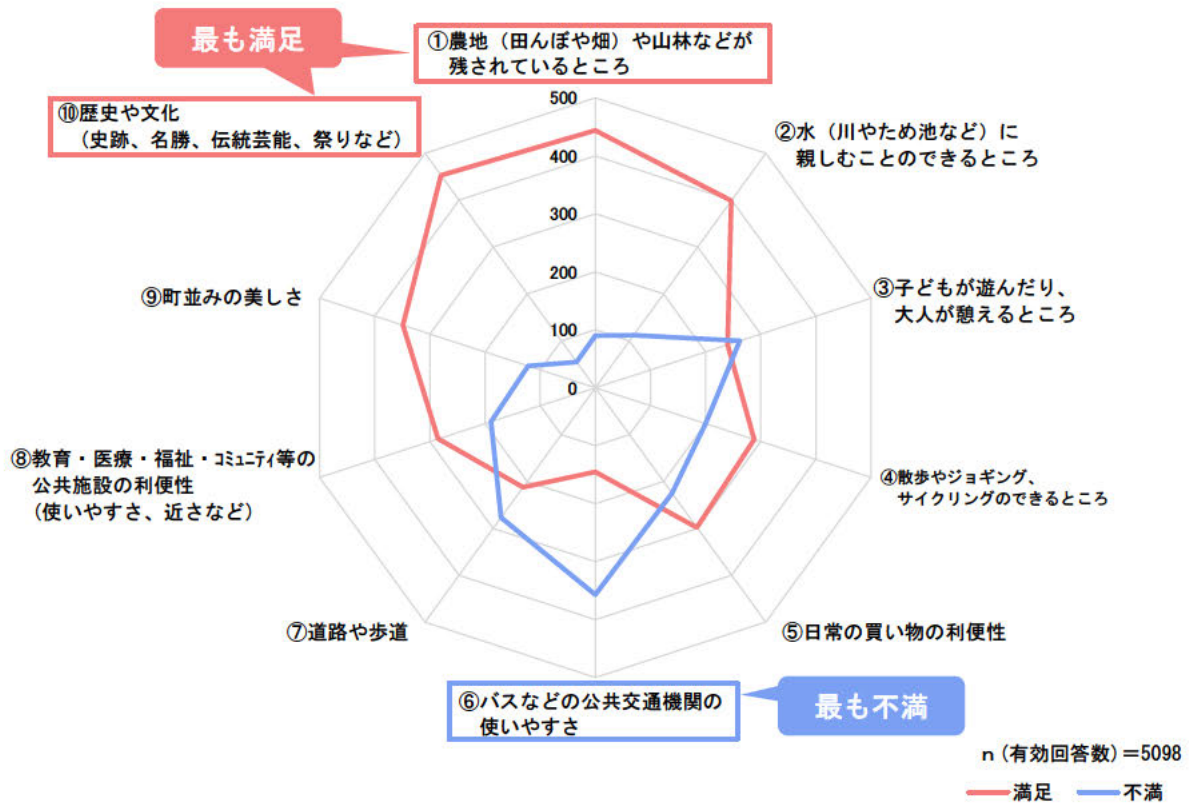 最も満足
①農地（田んぼや畑）や山林などが
残されているところ
⑩歴史や文化
（史跡、名勝、伝統芸能、祭りなど）
500
400
300
200
100
0
②水（川やため池など）に
親しむことのできるところ
③子どもが遊んだり、
大人が憩えるところ
④散歩やジョギング、
サイクリングのできるところ
⑤日常の買い物の利便性
⑥バスなどの公共交通機関の
使いやすさ
最も不満
⑦道路や歩道
⑧教育・医療・福祉・ｺﾐｭﾆﾃｨ等の
公共施設の利便性
（使いやすさ、近さなど）
⑨町並みの美しさ
ｎ（有効回答数）＝5098
満足 不満